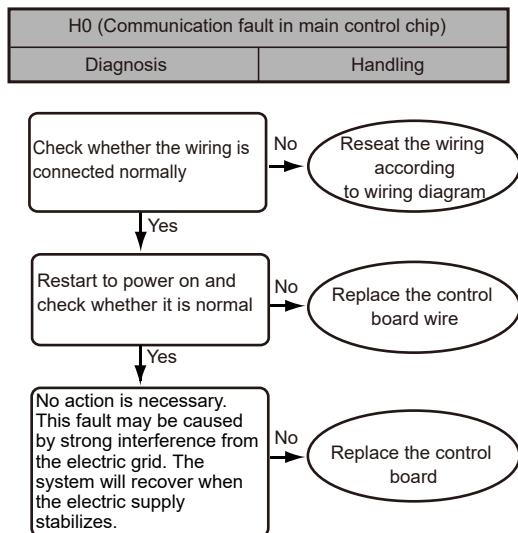 H0 (Communication fault in main control chip)
Diagnosis
Handling
Check whether the wiring is
connected normally
No
Reseat the wiring
according
to wiring diagram
Yes
Restart to power on and
check whether it is normal
No
Replace the control
board wire
Yes
No action is necessary.
This fault may be caused
by strong interference from
the electric grid. The
system will recover when
the electric supply
stabilizes.
No
Replace the control
board